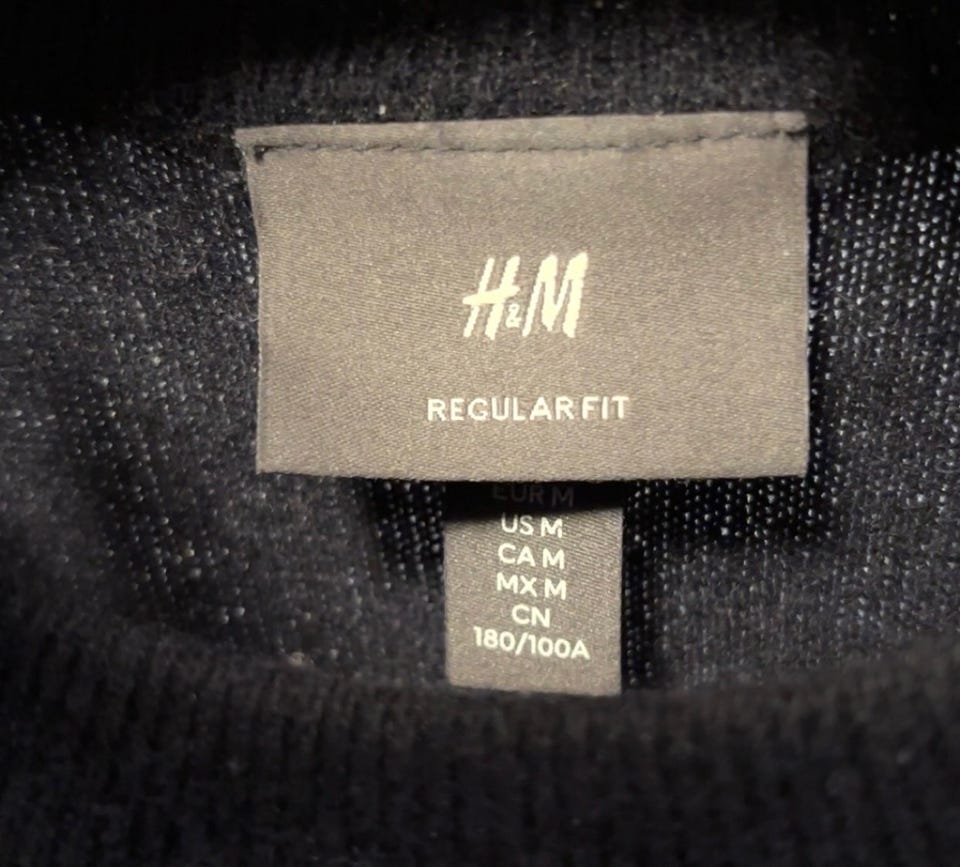 H&M
REGULAR FIT
EUR M
US M
CA M
MX M
CN
180/100A